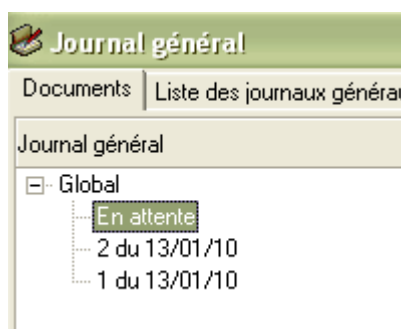 Journal général
Documents Liste des journaux générau
Journal général
Global
En attente
2 du 13/01/10
1 du 13/01/10